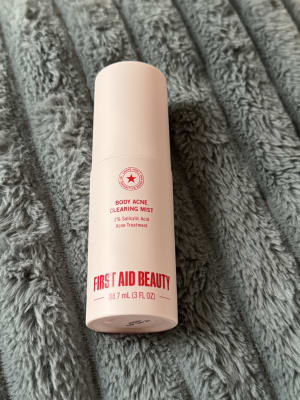 BODY ACNE
CLEARING MIST
2% Salicylic Acid
Acne Treatment
FIRST AID BEAUTY
88.7 mL (3 FL OZ)